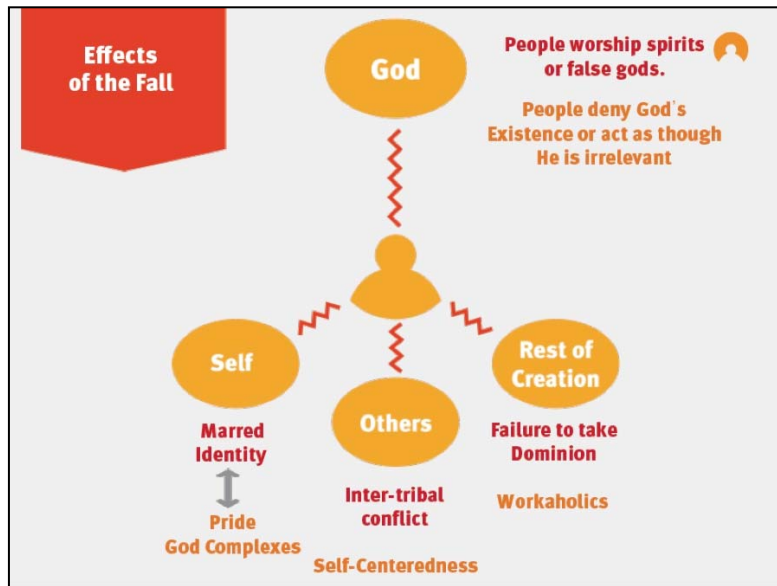 Effects
of the Fall
God
People worship spirits
or false gods.
People deny God's
Existence or act as though
He is irrelevant
Self
Marred
Identity
Pride
God Complexes
Others
Inter-tribal
conflict
Self-Centeredness
Rest of
Creation
Failure to take
Dominion
Workaholics